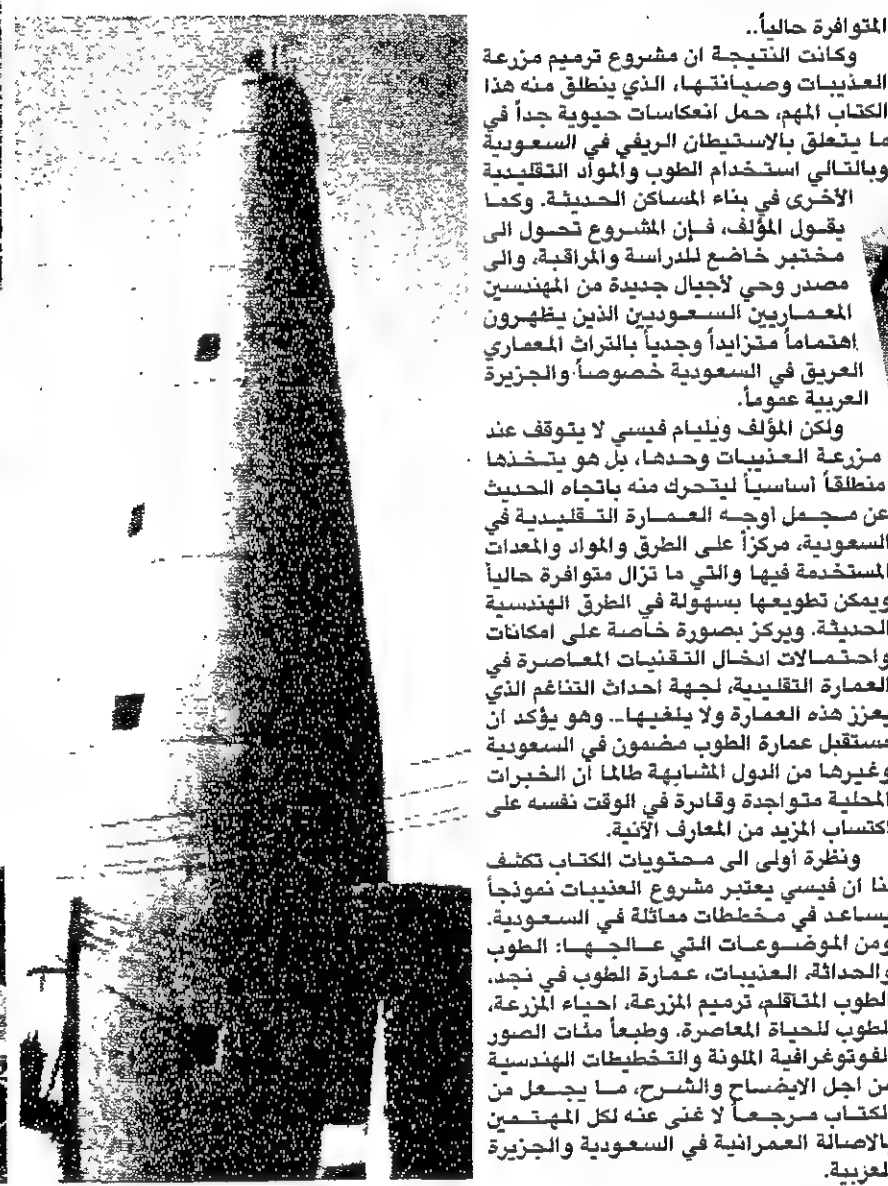 المتوافرة حالياً..
وكانت النتيجة ان مشروع ترميم مزرعة
العذيبات وصيانتها، الذي ينطلق منه هذا
الكتاب المهم، حمل انعكاسات حيوية جداً في
ما يتعلق بالاستيطان الريفي في السعودية
وبالتالي استخدام الطوب والمواد التقليدية
الأخرى في بناء المساكن الحديثة. وكما
يقول المؤلف، فإن المشروع تحول الى
مختبر خاضع للدراسة والمراقبة، والى
مصدر وحي لأجيال جديدة من المهندسين
المعماريين السعوديين الذين يظهرون
اهتماماً متزايداً وجدياً بالتراث المعماري
العريق في السعودية خصوصاً والجزيرة
العربية عموماً.
ولكن المؤلف ويليام فيسي لا يتوقف عند
مزرعة العذيبات وحدها، بل هو يتخذها
منطلقاً أساسياً ليتحرك منه باتجاه الحديث
عن مجمل اوجه العمارة التقليدية في
السعودية، مركزاً على الطرق والمواد والمعدات
المستخدمة فيها والتي ما تزال متوافرة حالياً
ويمكن تطويعها بسهولة في الطرق الهندسية
الحديثة. ويركز بصورة خاصة على امكانات
واحتمالات ادخال التقنيات المعاصرة في
العمارة التقليدية، لجهة احداث التناغم الذي
يعزز هذه العمارة ولا يلغيها.. وهو يؤكد ان
مستقبل عمارة الطوب مضمون في السعودية
وغيرها من الدول المشابهة طالما ان الخبرات
المحلية متواجدة وقادرة في الوقت نفسه على
اكتساب المزيد من المعارف الآنية.
ونظرة أولى الى محتويات الكتاب تكشف
لنا ان فيسي يعتبر مشروع العذيبات نموذجاً
يساعد في مخططات مماثلة في السعودية.
ومن الموضوعات التي عالجها: الطوب
والحداثة، العذيبات، عمارة الطوب في نجد،
الطوب المتاقلم، ترميم المزرعة، احياء المزرعة،
الطوب للحياة المعاصرة. وطبعاً مئات الصور
الفوتوغرافية الملونة والتخطيطات الهندسية
من اجل الايضاح والشرح، ما يجعل من
الكتاب مرجعاً لا غنى عنه لكل المهتمين
بالاصالة العمرانية في السعودية والجزيرة
العربية.